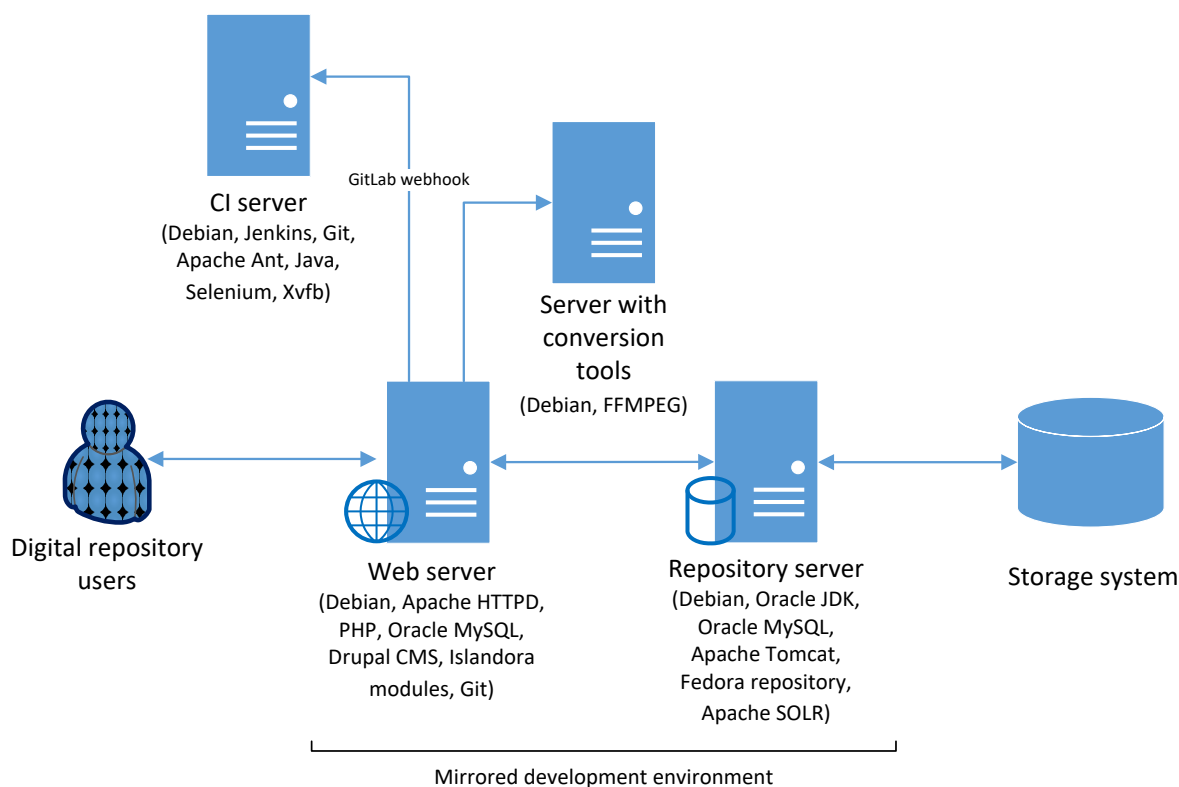 GitLab webhook
CI server
(Debian, Jenkins, Git,
Apache Ant, Java,
Selenium, Xvfb)
Server with
conversion
tools
(Debian, FFMPEG)
Digital repository
users
Web server
(Debian, Apache HTTPD,
PHP, Oracle MySQL,
Drupal CMS, Islandora
modules, Git)
Repository server
(Debian, Oracle JDK,
Oracle MySQL,
Apache Tomcat,
Fedora repository,
Apache SOLR)
Storage system
Mirrored development environment